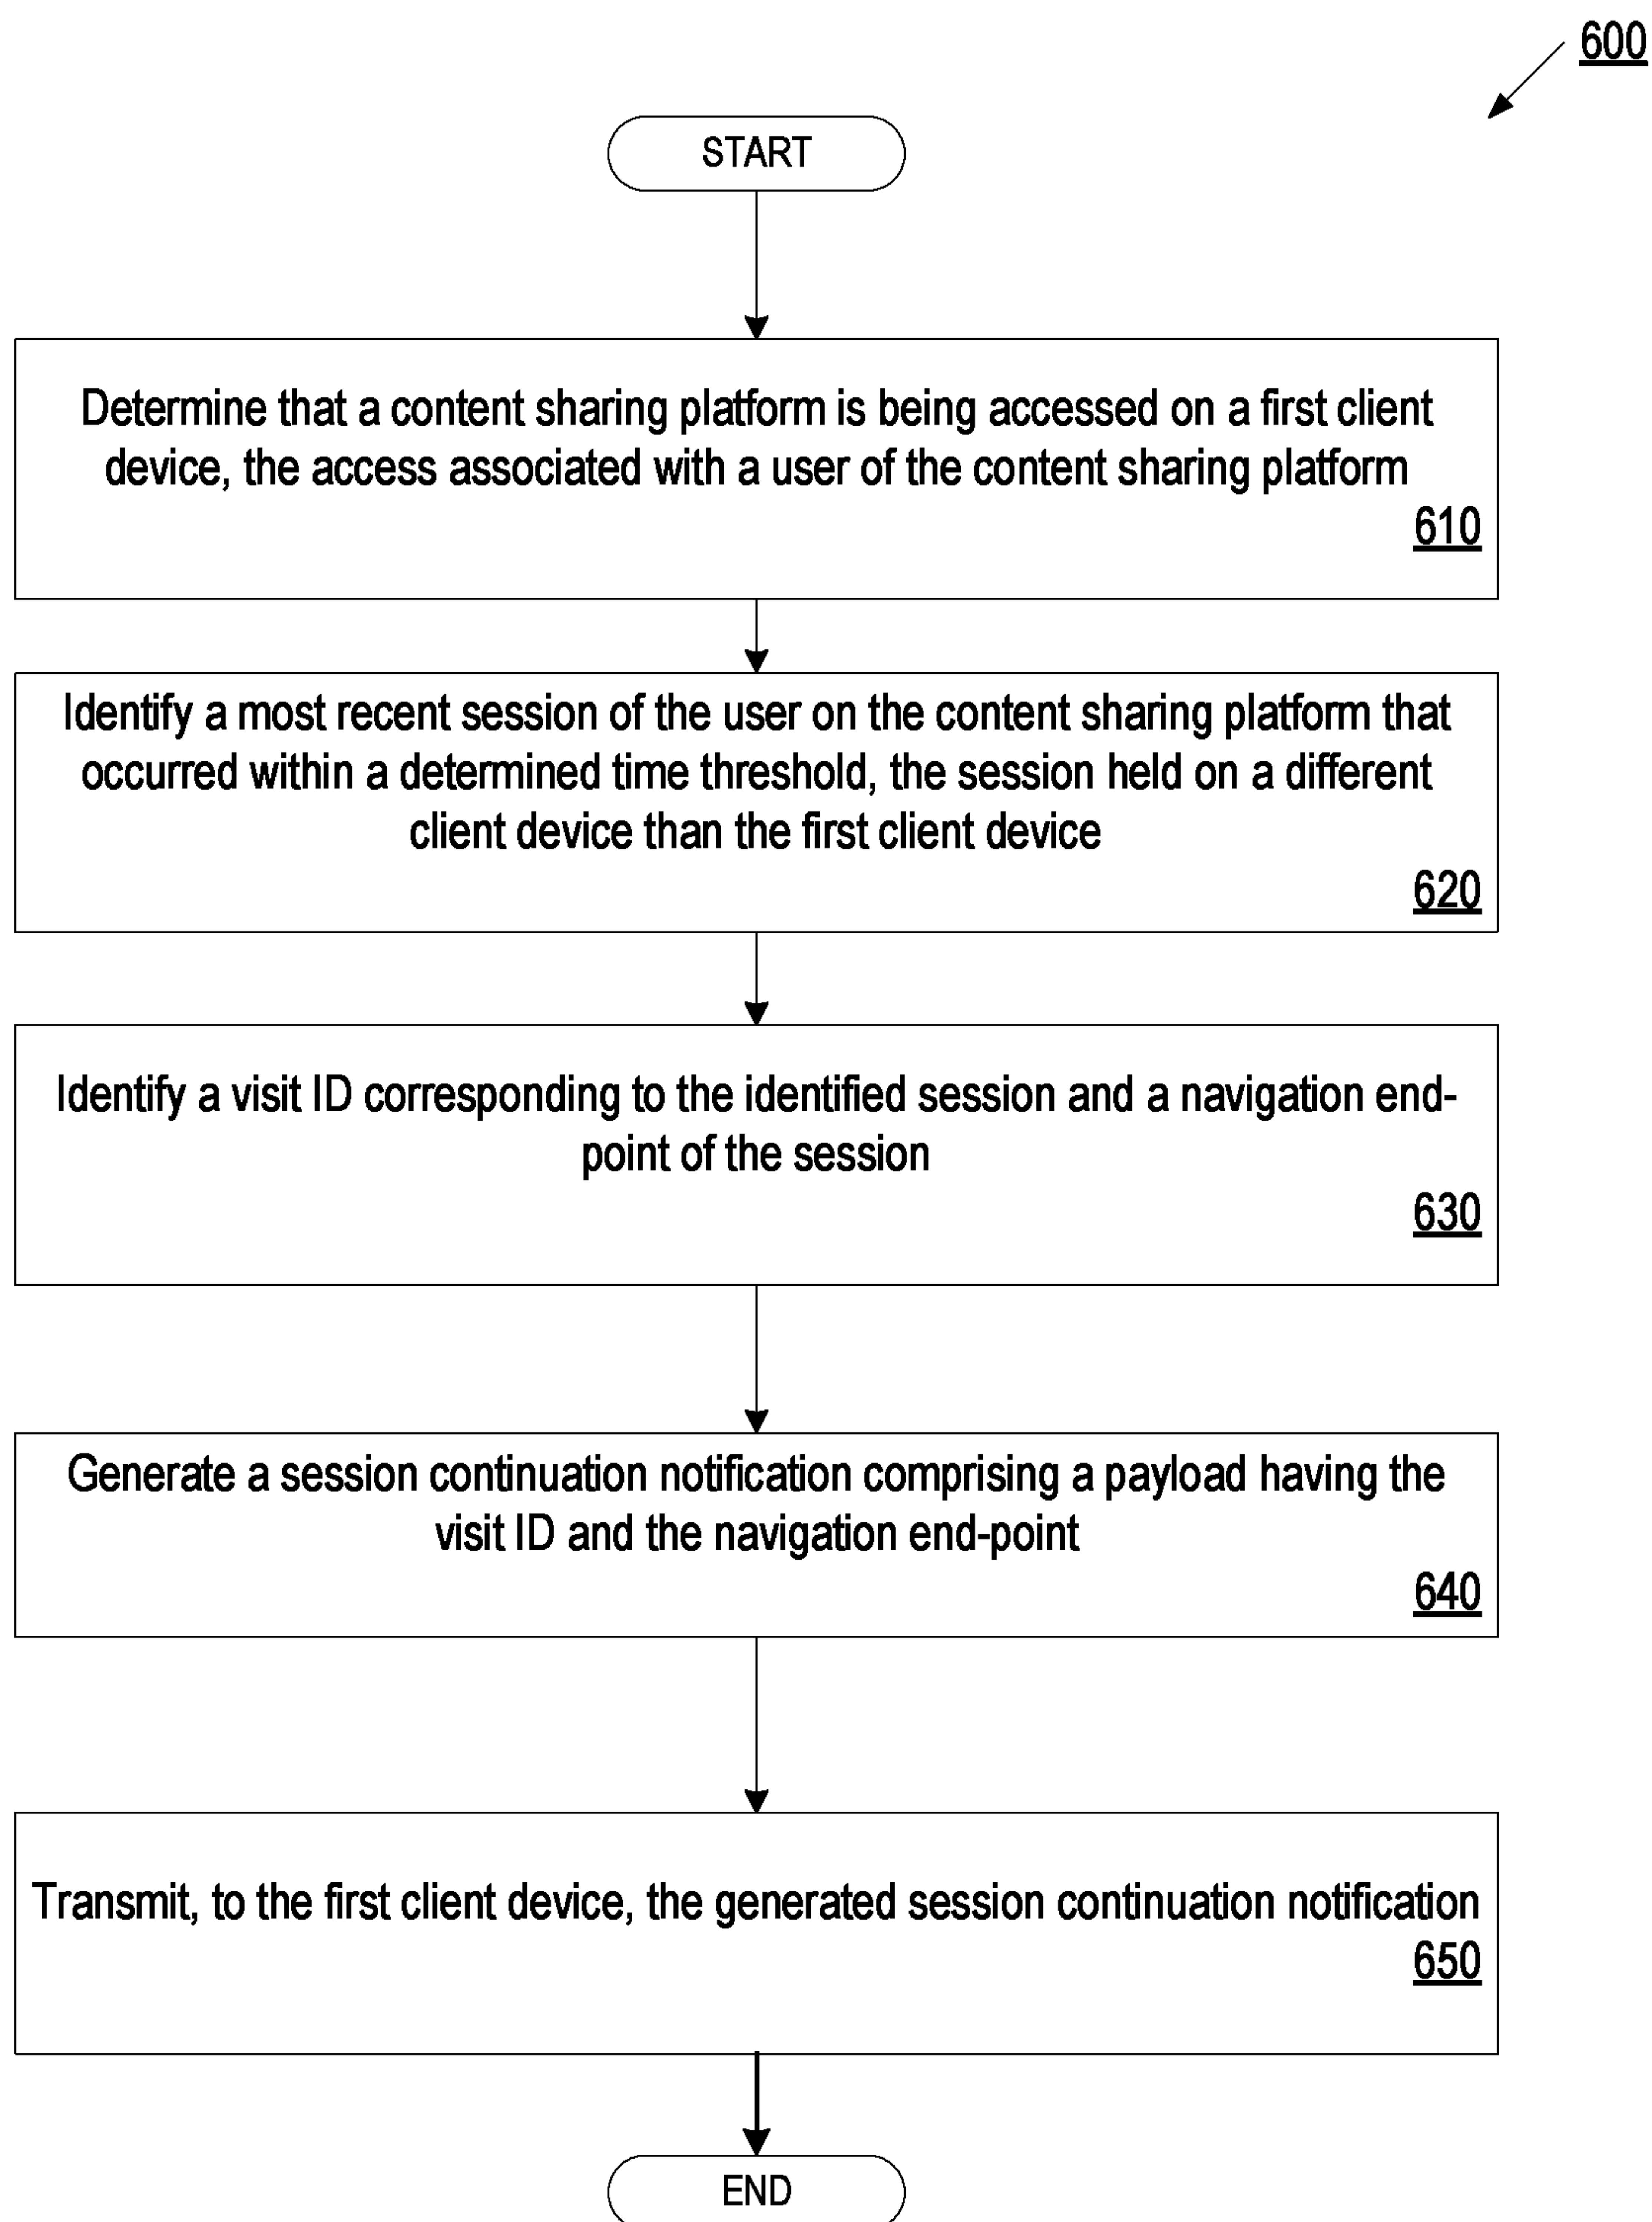 600
START
Determine that a content sharing platform is being accessed on a first client
device, the access associated with a user of the content sharing platform
610
Identify a most recent session of the user on the content sharing platform that
occurred within a determined time threshold, the session held on a different
client device than the first client device
620
Identify a visit ID corresponding to the identified session and a navigation end-
point of the session
630
Generate a session continuation notification comprising a payload having the
visit ID and the navigation end-point
640
Transmit, to the first client device, the generated session continuation notification
650
END